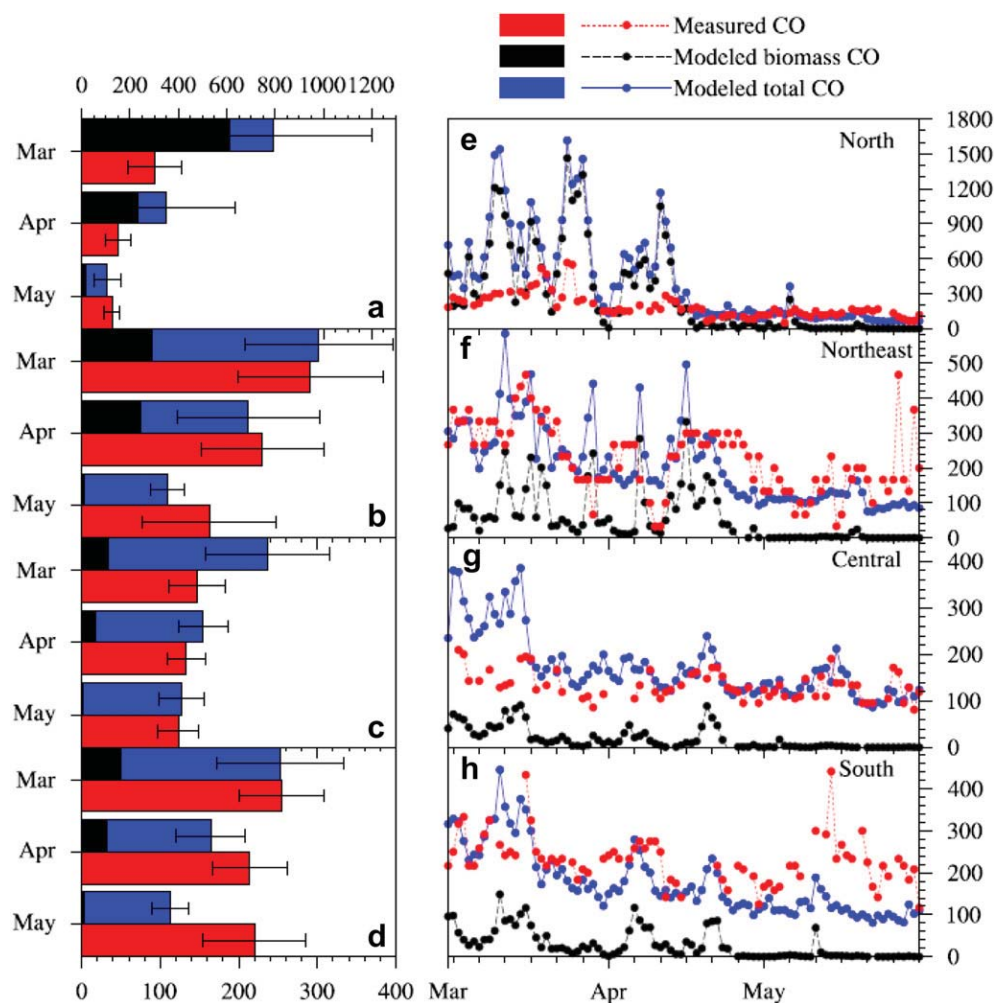 Measured CO
Modeled biomass CO
Modeled total CO
0 200 400 600 800 1000 1200
Mar
Apr
May
a
Mar
Apr
May
b
Mar
Apr
May
c
Mar
Apr
May
d
0 100 200 300 400
e North
1800
1500
1200
900
600
300
0
f Northeast
500
400
300
200
100
0
g Central
400
300
200
100
0
h South
400
300
200
100
0
Mar Apr May